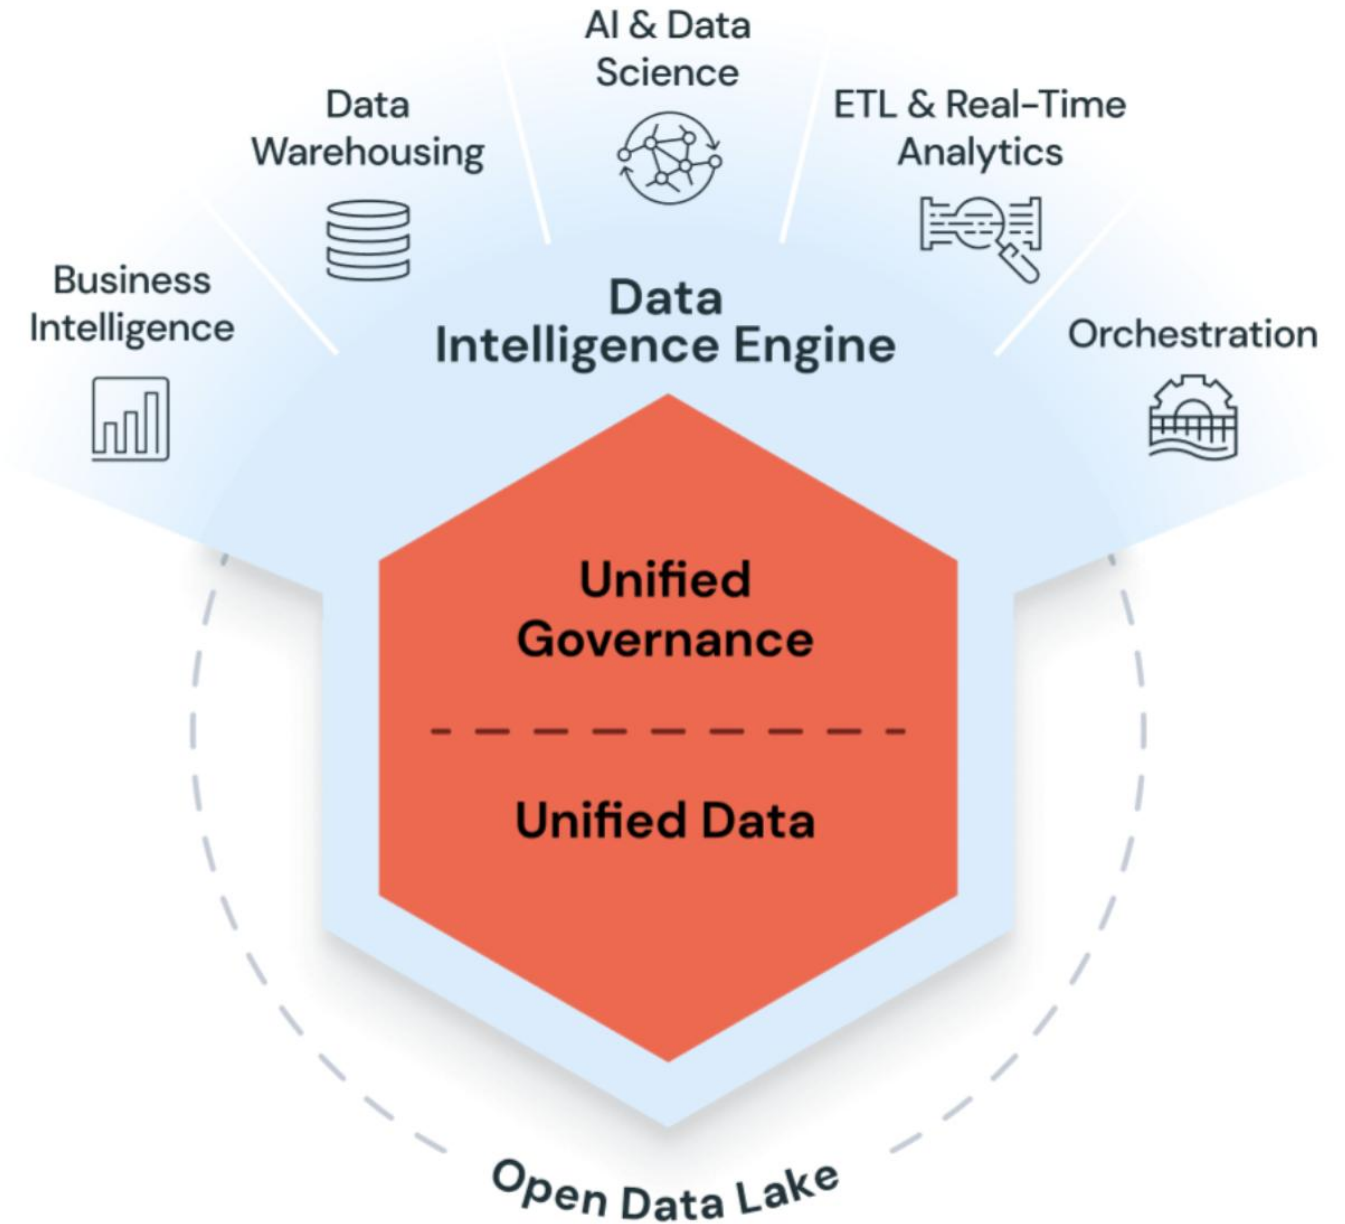 AI & Data
Science
Data
Warehousing
ETL & Real-Time
Analytics
Business
Intelligence
Orchestration
Data
Intelligence Engine
Unified
Governance
Unified Data
Open Data Lake